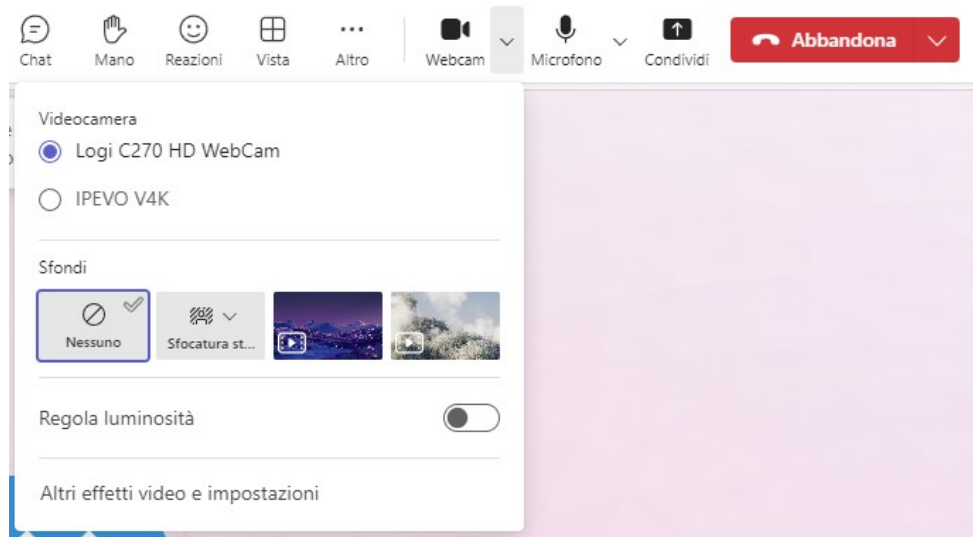 Chat Mano Reazioni Vista Altro Webcam Microfono Condividi Abbandona
Videocamera
Logi C270 HD WebCam
IPEVO V4K
Sfondi
Nessuno Sfocatura st...
Regola luminosità
Altri effetti video e impostazioni